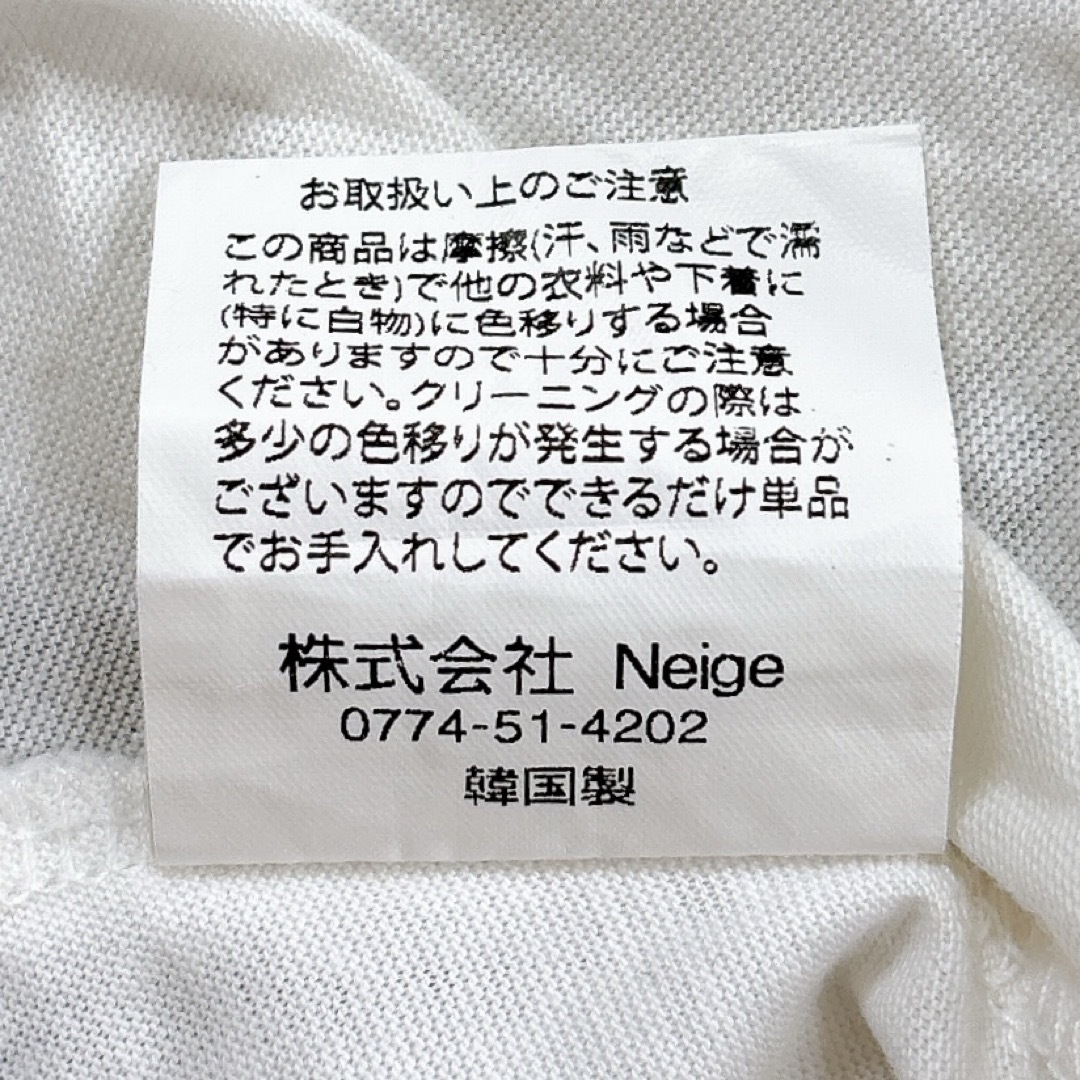 お取扱い上のご注意
この商品は摩擦(汗、雨などで濡
れたとき)で他の衣料や下着に
(特に白物)に色移りする場合
がありますので十分にご注意
ください。クリーニングの際は
多少の色移りが発生する場合が
ございますのでできるだけ単品
でお手入れしてください。
株式会社 Neige
0774-51-4202
韓国製